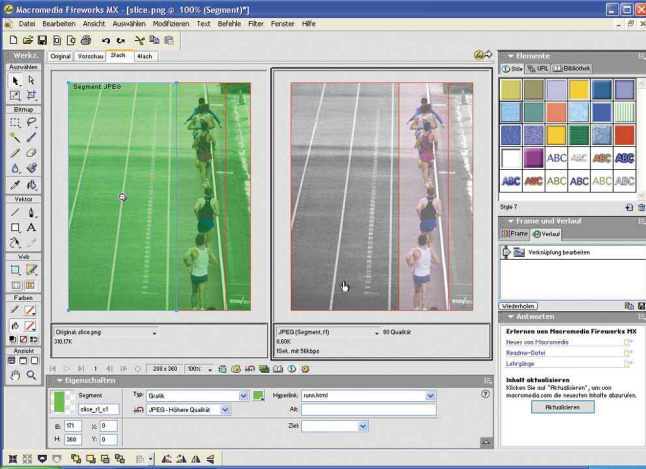 Macromedia Fireworks MX - [slice.png @ 100% (Segment)*]
Datei Bearbeiten Ansicht Auswählen Modifizieren Text Befehle Filter Fenster Hilfe
Werkz.
Original Vorschau 2fach 4fach
Auswählen
Bitmap
Vektor
Web
Farben
Ansicht
Segment: JPEG
Original: slice.png
310.17K
JPEG (Segment, f1) 80 Qualität
8.60K
1Sek. mit 56kbps
1 288 x 360 100%
Eigenschaften
Segment Typ: Grafik Hyperlink: runn.html
slice_r1_c1 JPEG - Höhere Qualität Alt:
B: 171 X: 0 Ziel:
H: 360 Y: 0
Elemente
Stile URL Bibliothek
ABC ABC ABC ABC
ABC ABC ABC ABC ABC ABC
Style 7
Frame und Verlauf
Frame Verlauf
Verknüpfung bearbeiten
Wiederholen
Antworten
Erlernen von Macromedia Fireworks MX
Neues von Macromedia
Readme-Datei
Lehrgänge
Inhalt aktualisieren
Klicken Sie auf "Aktualisieren", um von
macromedia.com die neuesten Inhalte abzurufen.
Aktualisieren